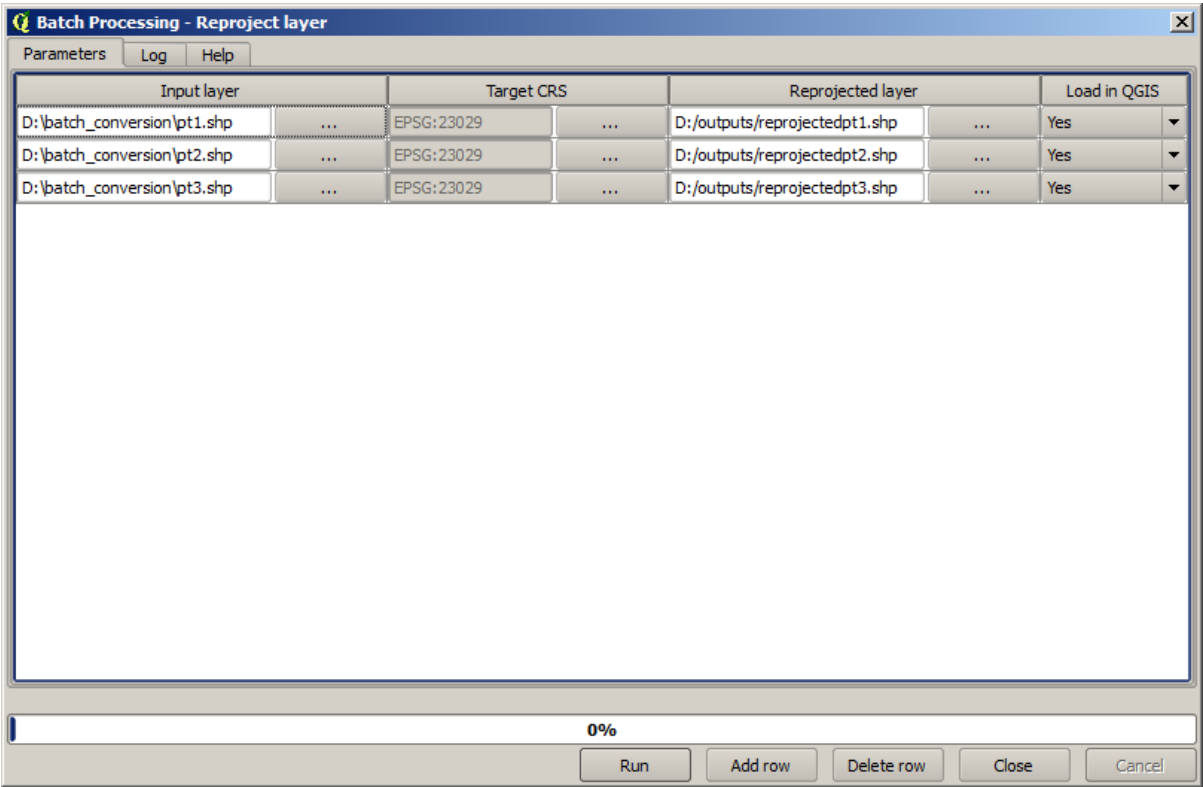 Batch Processing - Reproject layer
Parameters Log Help
Input layer Target CRS Reprojected layer Load in QGIS
D:\batch_conversion\pt1.shp ... EPSG:23029 ... D:/outputs/reprojectedpt1.shp ... Yes
D:\batch_conversion\pt2.shp ... EPSG:23029 ... D:/outputs/reprojectedpt2.shp ... Yes
D:\batch_conversion\pt3.shp ... EPSG:23029 ... D:/outputs/reprojectedpt3.shp ... Yes
0%
Run Add row Delete row Close Cancel